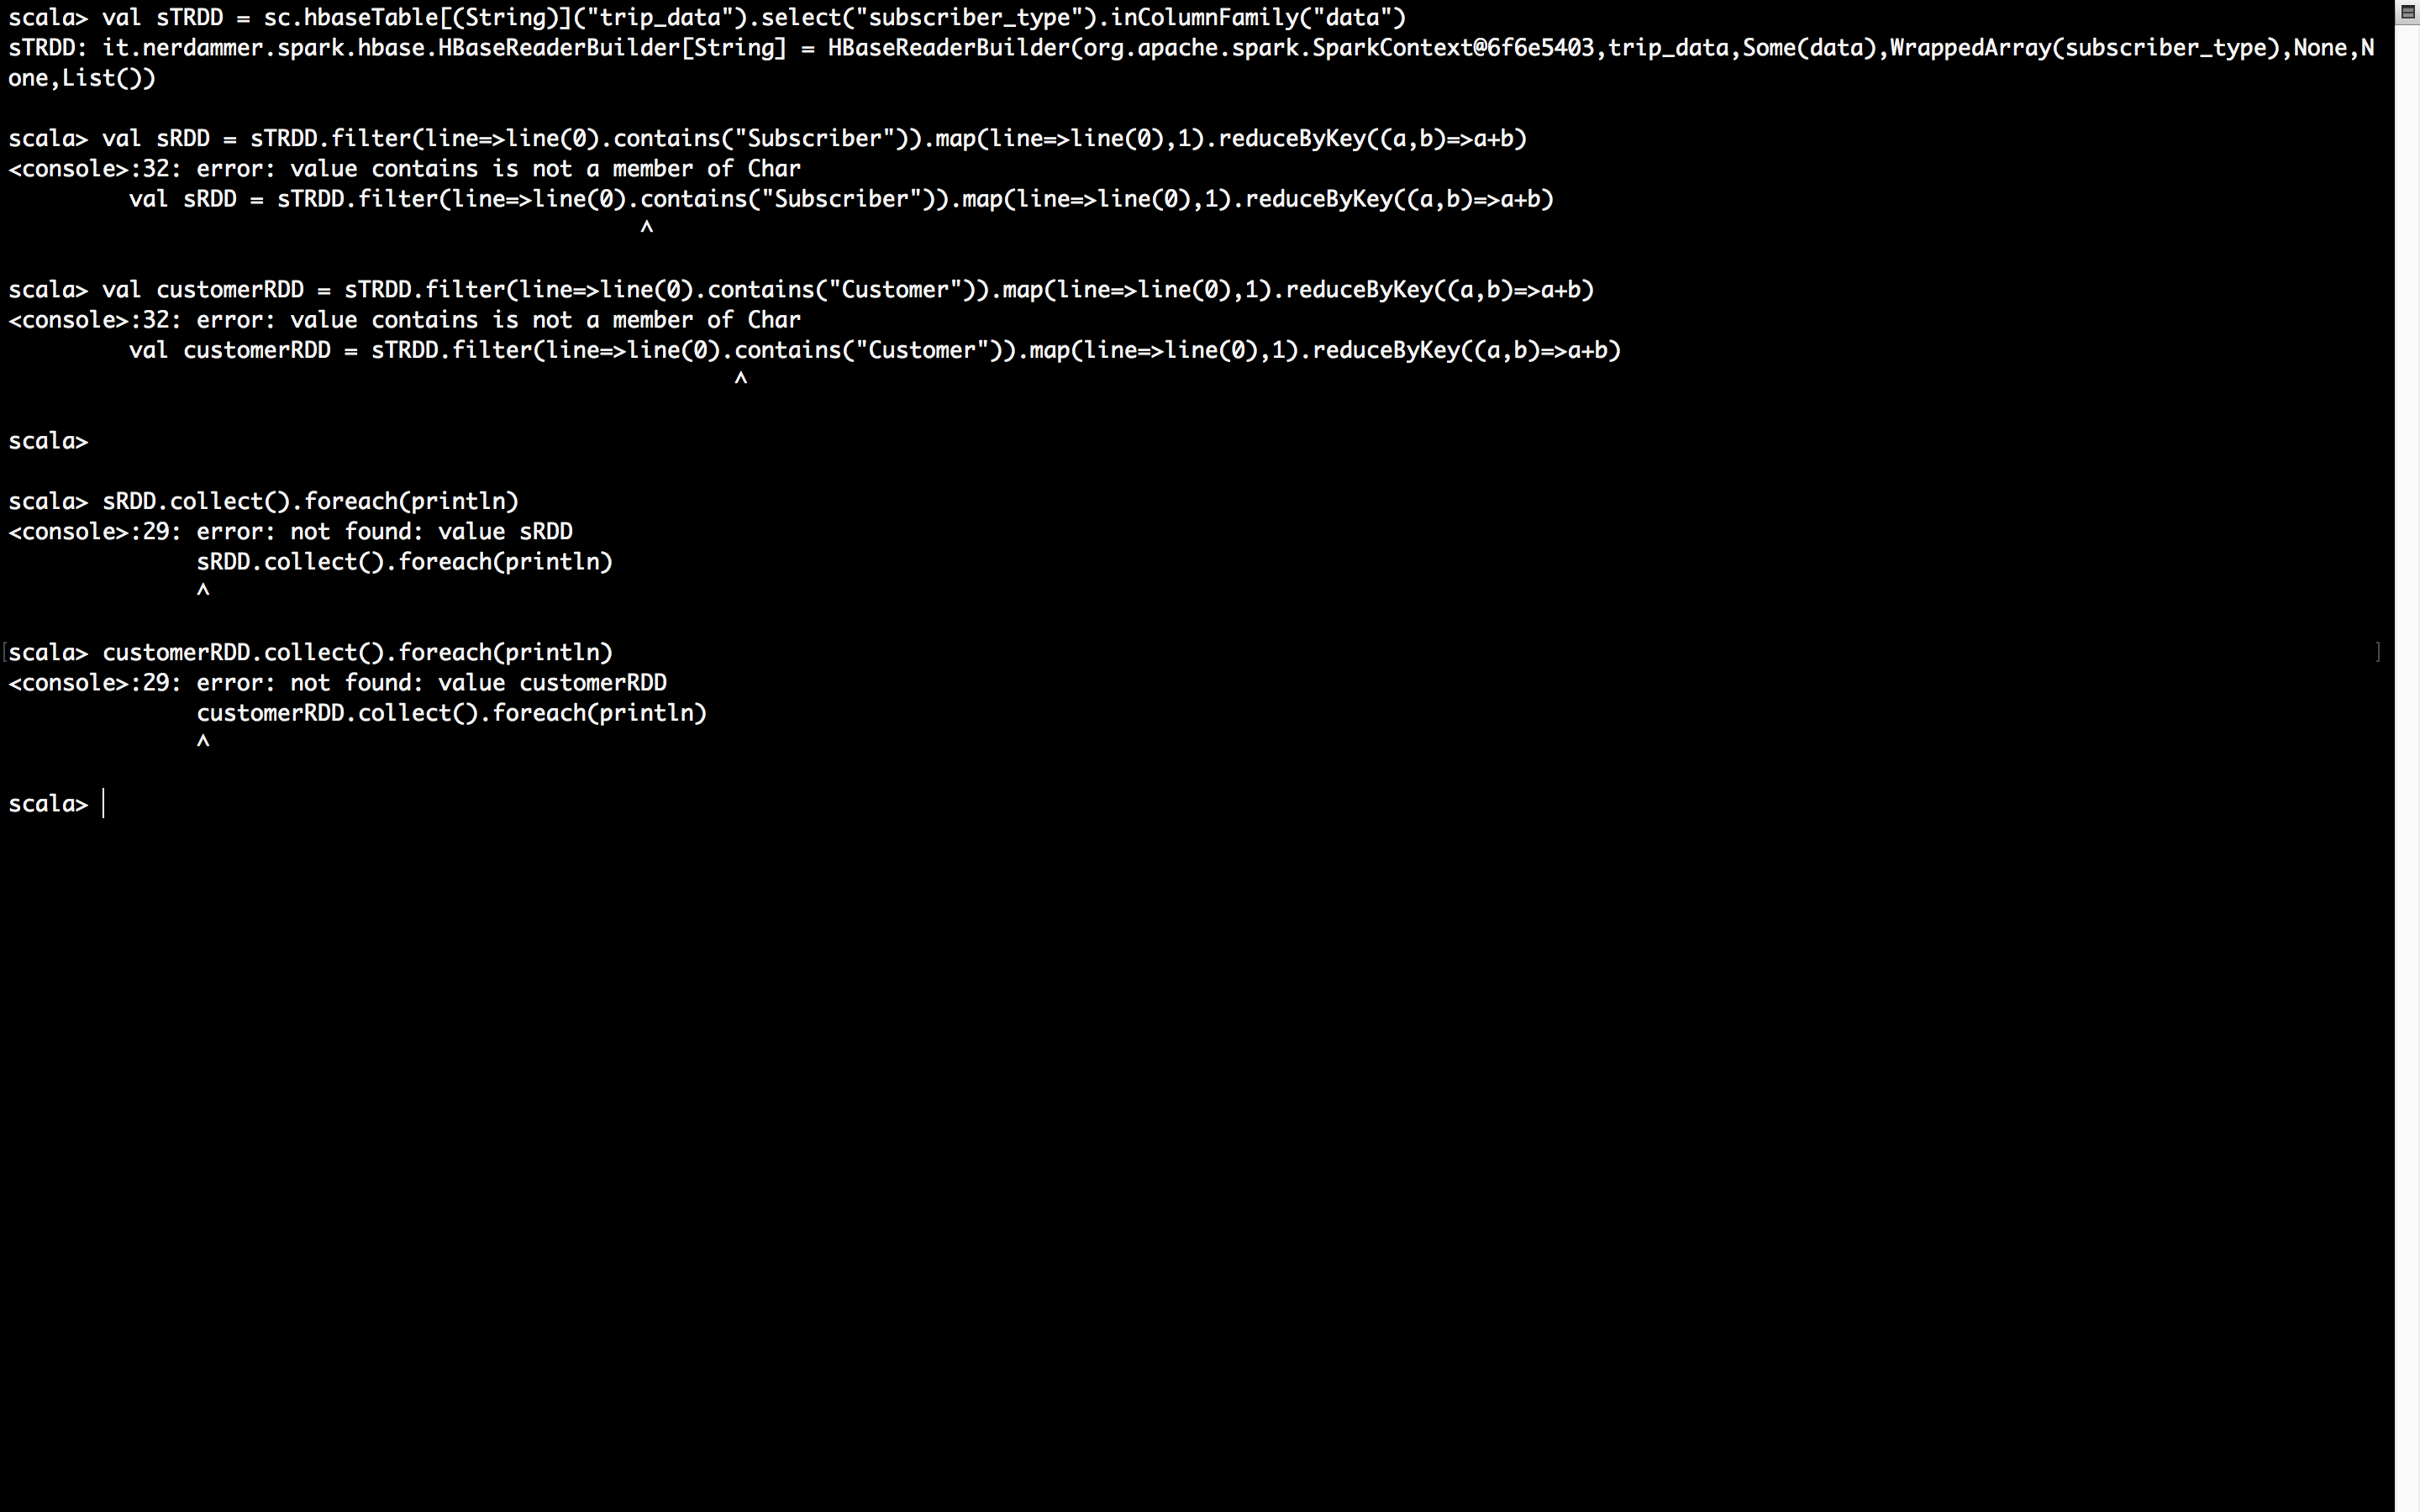 scala> val sTRDD = sc.hbaseTable[(String)]("trip_data").select("subscriber_type").inColumnFamily("data")
sTRDD: it.nerdammer.spark.hbase.HBaseReaderBuilder[String] = HBaseReaderBuilder(org.apache.spark.SparkContext@6f6e5403,trip_data,Some(data),WrappedArray(subscriber_type),None,N
one,List())
scala> val sRDD = sTRDD.filter(line=>line(0).contains("Subscriber")).map(line=>line(0),1).reduceByKey((a,b)=>a+b)
<console>:32: error: value contains is not a member of Char
val sRDD = sTRDD.filter(line=>line(0).contains("Subscriber")).map(line=>line(0),1).reduceByKey((a,b)=>a+b)
^
scala> val customerRDD = sTRDD.filter(line=>line(0).contains("Customer")).map(line=>line(0),1).reduceByKey((a,b)=>a+b)
<console>:32: error: value contains is not a member of Char
val customerRDD = sTRDD.filter(line=>line(0).contains("Customer")).map(line=>line(0),1).reduceByKey((a,b)=>a+b)
^
scala>
scala> sRDD.collect().foreach(println)
<console>:29: error: not found: value sRDD
sRDD.collect().foreach(println)
^
[scala> customerRDD.collect().foreach(println) ]
<console>:29: error: not found: value customerRDD
customerRDD.collect().foreach(println)
^
scala>